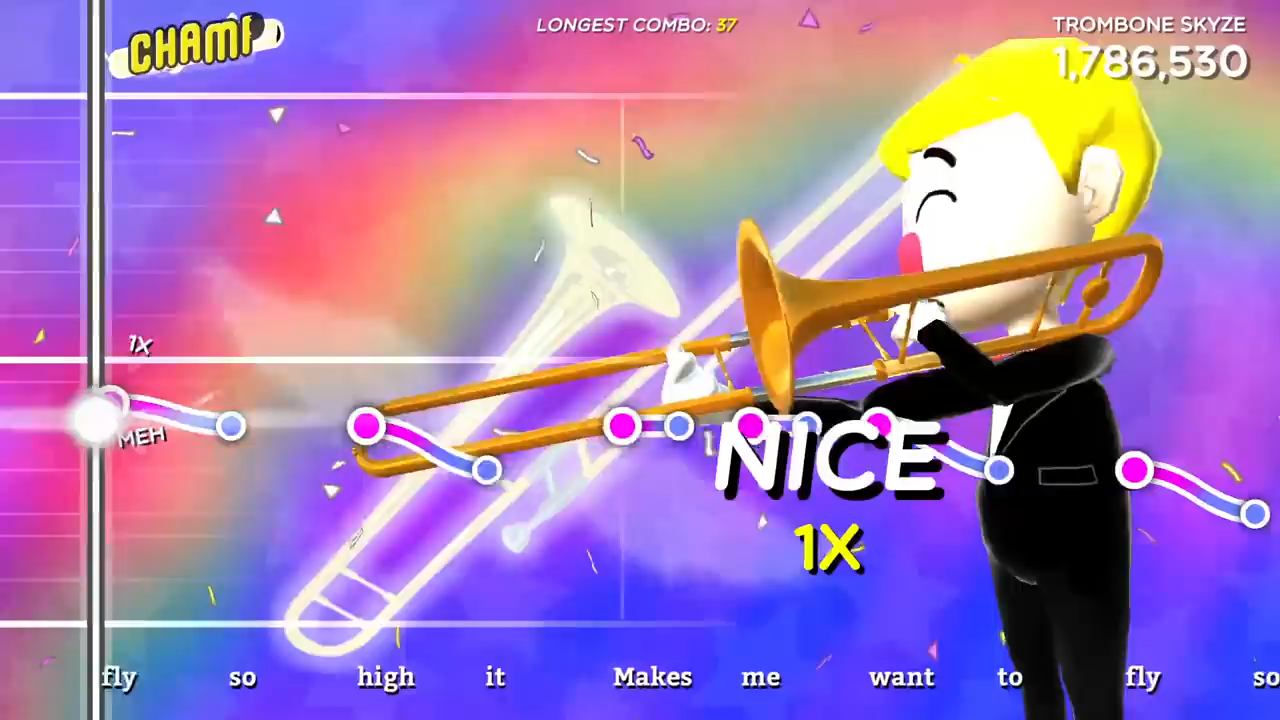 CHAMP
LONGEST COMBO: 37
TROMBONE SKYZE
1,786,530
1X
MEH
NICE
1X
fly so high it Makes me want to fly so